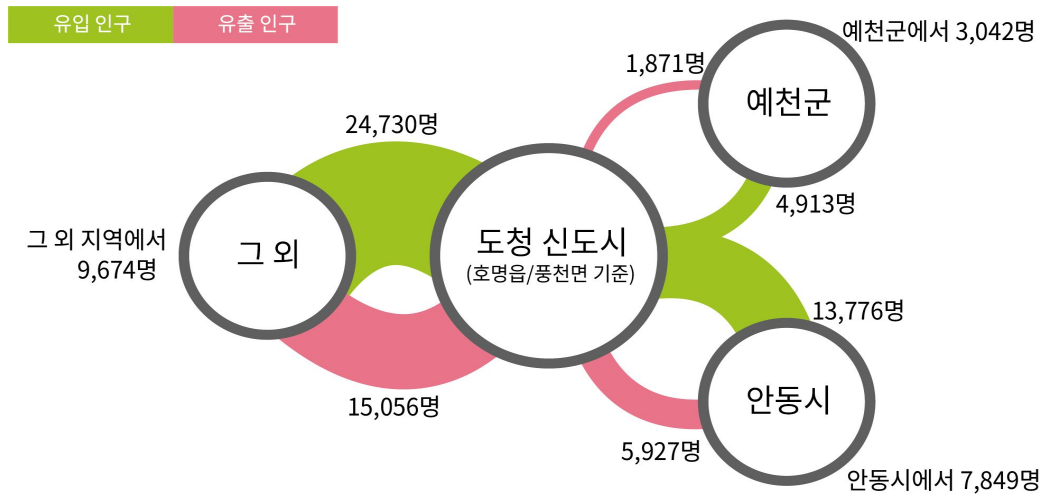 유입 인구
유출 인구
예천군에서 3,042명
1,871명
예천군
24,730명
4,913명
그 외 지역에서
9,674명
그 외
도청 신도시
(호명읍/풍천면 기준)
13,776명
15,056명
안동시
5,927명
안동시에서 7,849명